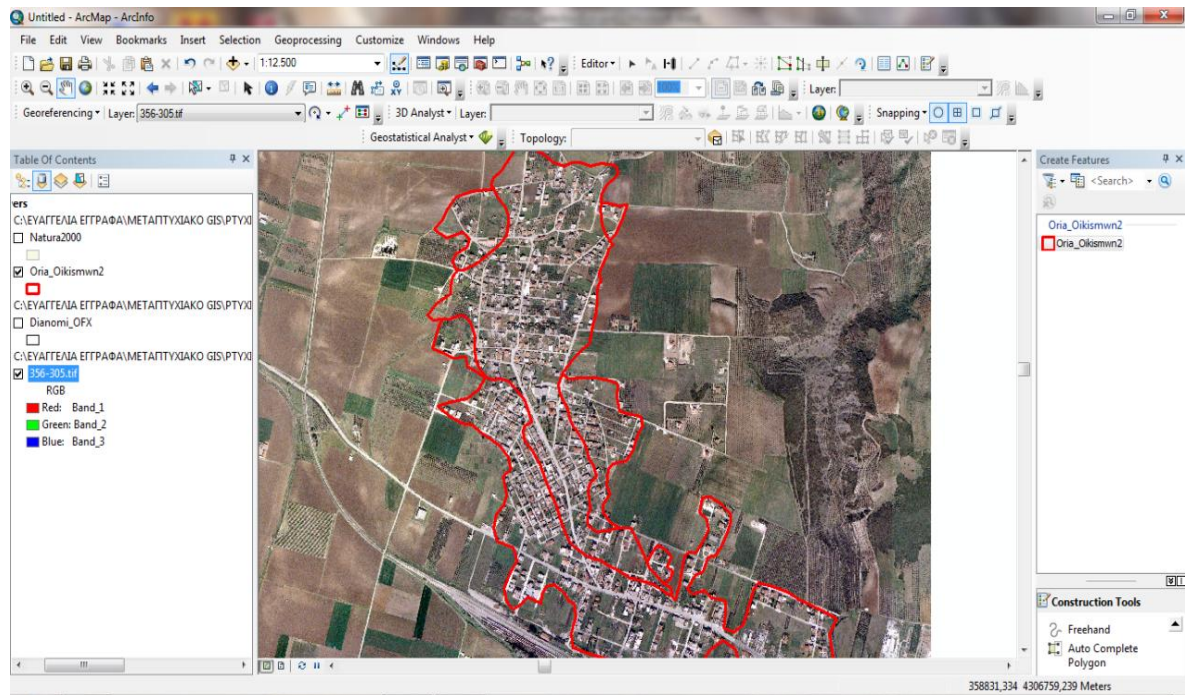 Untitled - ArcMap - ArcInfo
File Edit View Bookmarks Insert Selection Geoprocessing Customize Windows Help
1:12.500 Editor
Layer:
Georeferencing Layer: 356-305.tif 3D Analyst Layer: Snapping
Geostatistical Analyst Topology:
Table Of Contents
ers
C:\ΕΥΑΓΓΕΛΙΑ ΕΓΓΡΑΦΑ\ΜΕΤΑΠΤΥΧΙΑΚΟ GIS\PTYXI
Natura2000
Oria_Oikismwn2
C:\ΕΥΑΓΓΕΛΙΑ ΕΓΓΡΑΦΑ\ΜΕΤΑΠΤΥΧΙΑΚΟ GIS\PTYXI
Dianomi_OFX
C:\ΕΥΑΓΓΕΛΙΑ ΕΓΓΡΑΦΑ\ΜΕΤΑΠΤΥΧΙΑΚΟ GIS\PTYXI
356-305.tif
RGB
Red: Band_1
Green: Band_2
Blue: Band_3
Create Features
<Search>
Oria_Oikismwn2
Oria_Oikismwn2
Construction Tools
Freehand
Auto Complete
Polygon
358831,334 4306759,239 Meters